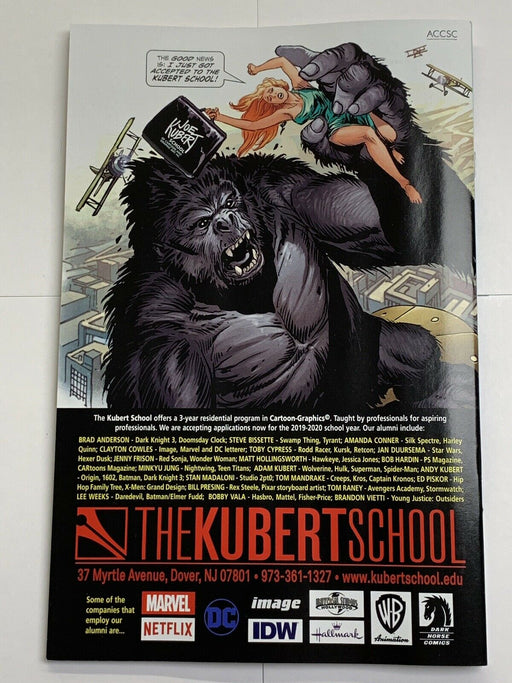 ACCSC
THE GOOD NEWS
IS: I JUST GOT
ACCEPTED TO THE
KUBERT SCHOOL!
JOE
KUBERT
SCHOOL
The Kubert School offers a 3-year residential program in Cartoon-Graphics©. Taught by professionals for aspiring
professionals. We are accepting applications now for the 2019-2020 school year. Our alumni include:
BRAD ANDERSON - Dark Knight 3, Doomsday Clock; STEVE BISSETTE - Swamp Thing, Tyrant; AMANDA CONNER - Silk Spectre, Harley
Quinn; CLAYTON COWLES - Image, Marvel and DC letterer; TOBY CYPRESS - Rodd Racer, Kursk, Retcon; JAN DUURSEMA - Star Wars,
Hexer Dusk; JENNY FRISON - Red Sonja, Wonder Woman; MATT HOLLINGSWORTH - Hawkeye, Jessica Jones; BOB HARDIN - PS Magazine,
CARtoons Magazine; MINKYU JUNG - Nightwing, Teen Titans; ADAM KUBERT - Wolverine, Hulk, Superman, Spider-Man; ANDY KUBERT
- Origin, 1602, Batman, Dark Knight 3; STAN MADALONI - Studio 2pt0; TOM MANDRAKE - Creeps, Kros, Captain Kronos; ED PISKOR - Hip
Hop Family Tree, X-Men: Grand Design; BILL PRESING - Rex Steele, Pixar storyboard artist; TOM RANEY - Avengers Academy, Stormwatch;
LEE WEEKS - Daredevil, Batman/Elmer Fudd; BOBBY VALA - Hasbro, Mattel, Fisher-Price; BRANDON VIETTI - Young Justice: Outsiders
THEKUBERTSCHOOL
37 Myrtle Avenue, Dover, NJ 07801 • 973-361-1327 • www.kubertschool.edu
Some of the
companies that
employ our
alumni are...
MARVEL
NETFLIX
DC
image
IDW
UNIVERSAL STUDIOS
HOLLYWOOD
Hallmark
WB
Animation
DARK
HORSE
COMICS